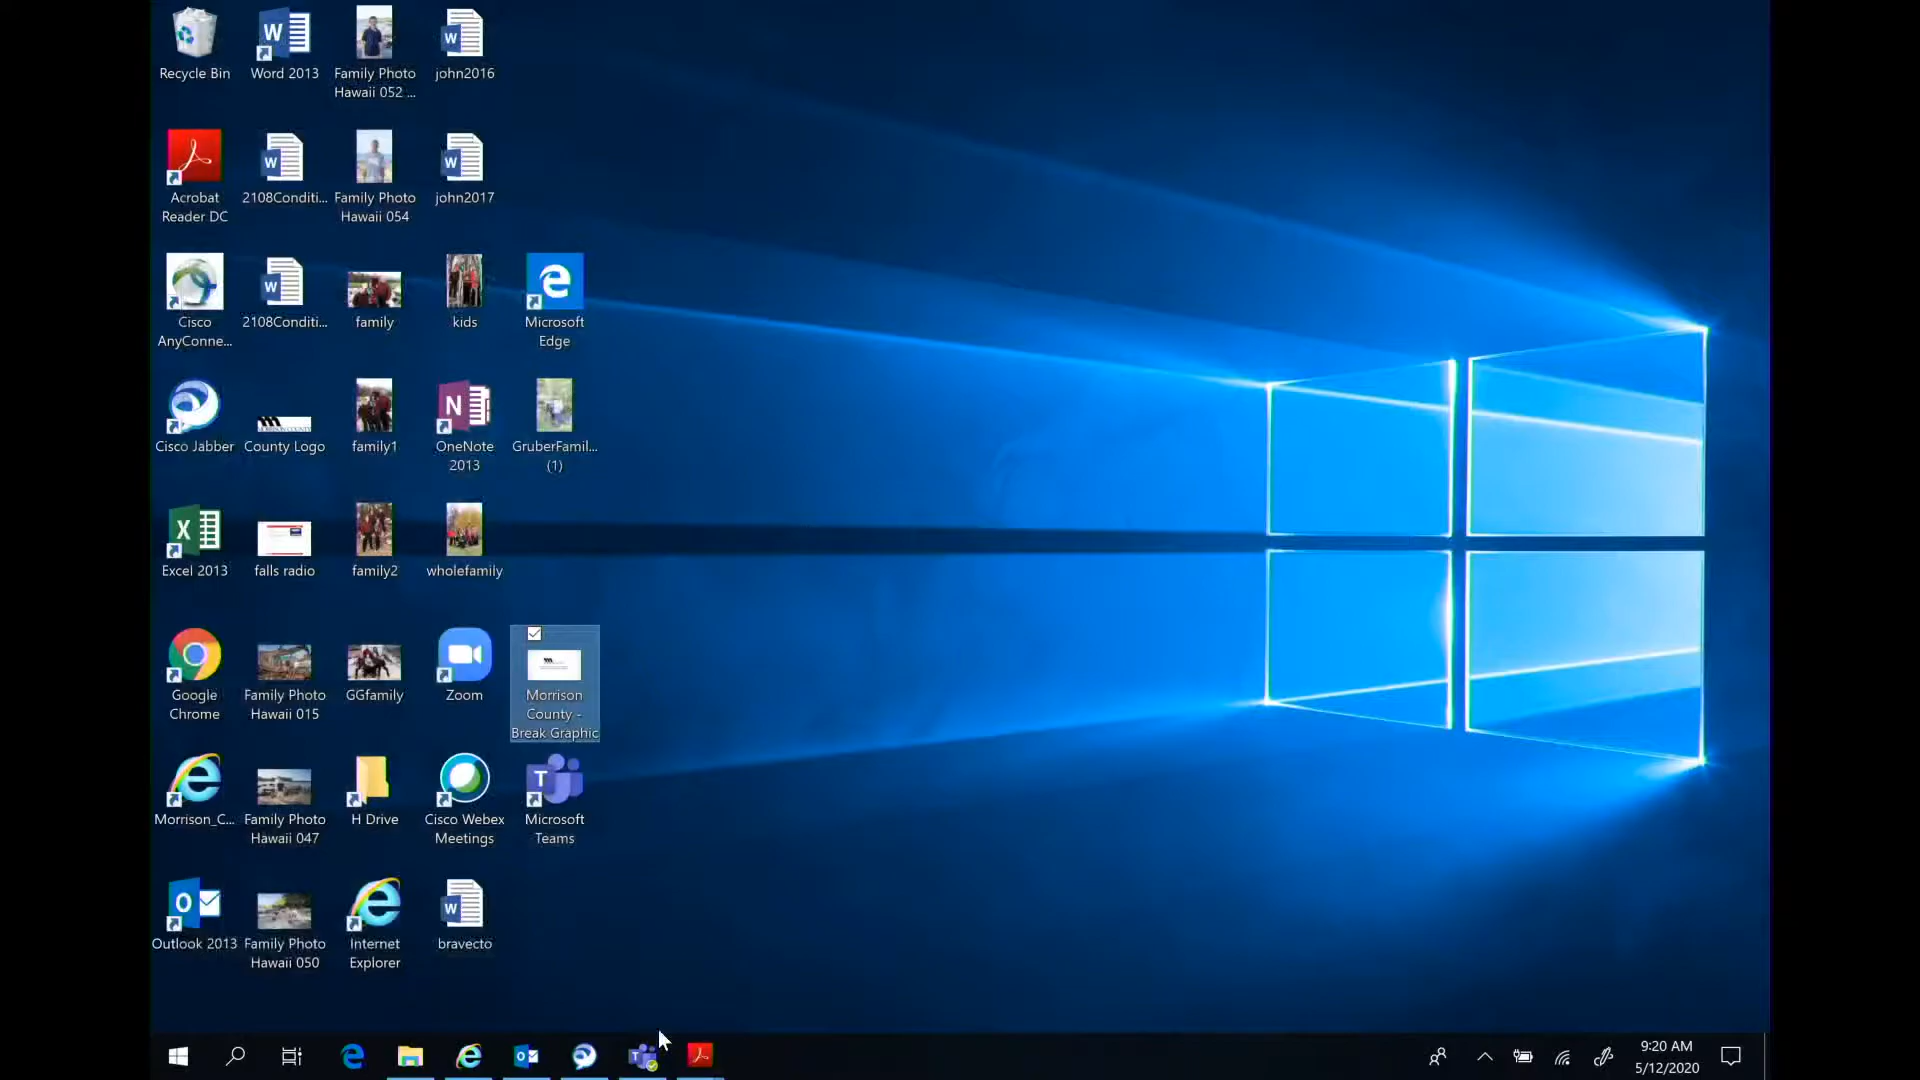 Recycle Bin
Word 2013
Family Photo
Hawaii 052 ...
john2016
Acrobat
Reader DC
2108Conditi...
Family Photo
Hawaii 054
john2017
Cisco
AnyConne...
2108Conditi...
family
kids
Microsoft
Edge
Cisco Jabber
County Logo
family1
OneNote
2013
GruberFamil...
(1)
Excel 2013
falls radio
family2
wholefamily
Google
Chrome
Family Photo
Hawaii 015
GGfamily
Zoom
Morrison
County -
Break Graphic
Morrison_C...
Family Photo
Hawaii 047
H Drive
Cisco Webex
Meetings
Microsoft
Teams
Outlook 2013
Family Photo
Hawaii 050
Internet
Explorer
bravecto
9:20 AM
5/12/2020